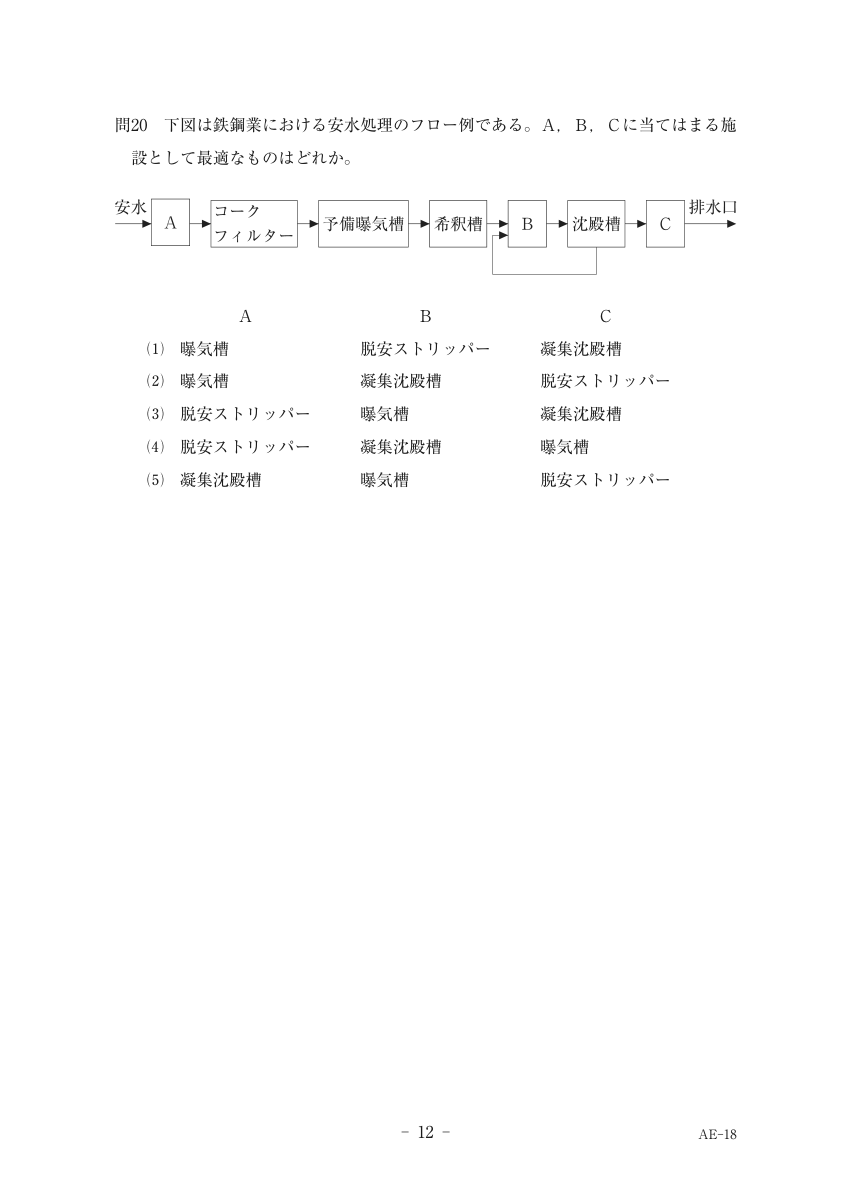 問20　下図は鉄鋼業における安水処理のフロー例である。A，B，Cに当てはまる施
設として最適なものはどれか。
安水 A コーク フィルター 予備曝気槽 希釈槽 B 沈殿槽 C 排水口
A B C
⑴ 曝気槽 脱安ストリッパー 凝集沈殿槽
⑵ 曝気槽 凝集沈殿槽 脱安ストリッパー
⑶ 脱安ストリッパー 曝気槽 凝集沈殿槽
⑷ 脱安ストリッパー 凝集沈殿槽 曝気槽
⑸ 凝集沈殿槽 曝気槽 脱安ストリッパー
− 12 −
AE−18